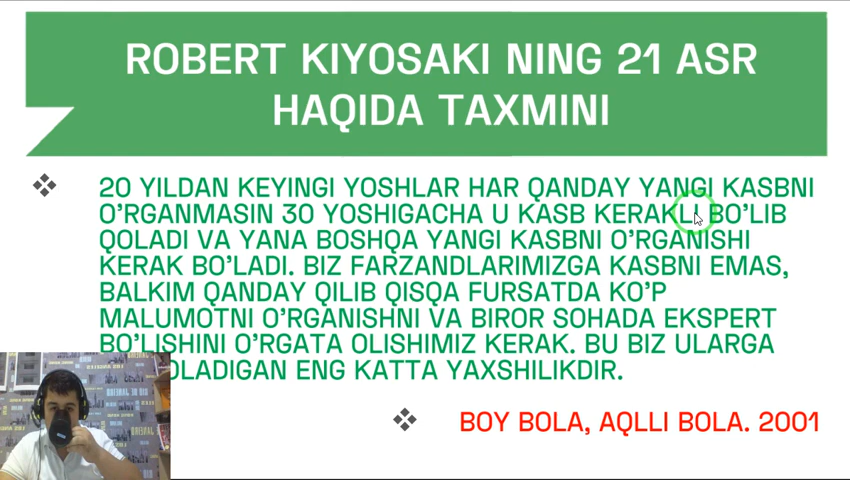 ROBERT KIYOSAKI NING 21 ASR
HAQIDA TAXMINI
20 YILDAN KEYINGI YOSHLAR HAR QANDAY YANGI KASBNI
O'RGANMASIN 30 YOSHIGACHA U KASB KERAKLI BO'LIB
QOLADI VA YANA BOSHQA YANGI KASBNI O'RGANISHI
KERAK BO'LADI. BIZ FARZANDLARIMIZGA KASBNI EMAS,
BALKIM QANDAY QILIB QISQA FURSATDA KO'P
MALUMOTNI O'RGANISHNI VA BIROR SOHADA EKSPERT
BO'LISHINI O'RGATA OLISHIMIZ KERAK. BU BIZ ULARGA
OLADIGAN ENG KATTA YAXSHILIKDIR.
BOY BOLA, AQLLI BOLA. 2001